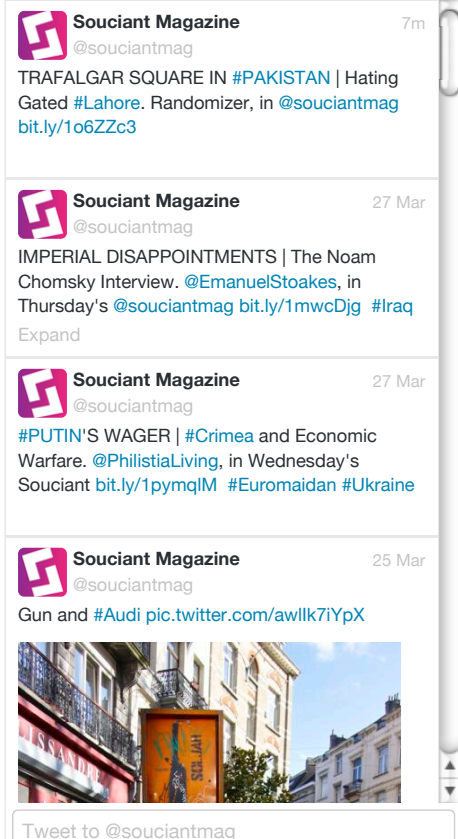 Souciant Magazine 7m
@souciantmag
TRAFALGAR SQUARE IN #PAKISTAN | Hating
Gated #Lahore. Randomizer, in @souciantmag
bit.ly/1o6ZZc3
Souciant Magazine 27 Mar
@souciantmag
IMPERIAL DISAPPOINTMENTS | The Noam
Chomsky Interview. @EmanuelStoakes, in
Thursday's @souciantmag bit.ly/1mwcDjg #Iraq
Expand
Souciant Magazine 27 Mar
@souciantmag
#PUTIN'S WAGER | #Crimea and Economic
Warfare. @PhilistiaLiving, in Wednesday's
Souciant bit.ly/1pymqlM #Euromaidan #Ukraine
Souciant Magazine 25 Mar
@souciantmag
Gun and #Audi pic.twitter.com/awlIk7iYpX
LISSANDRE
SOLJAH
Tweet to @souciantmag